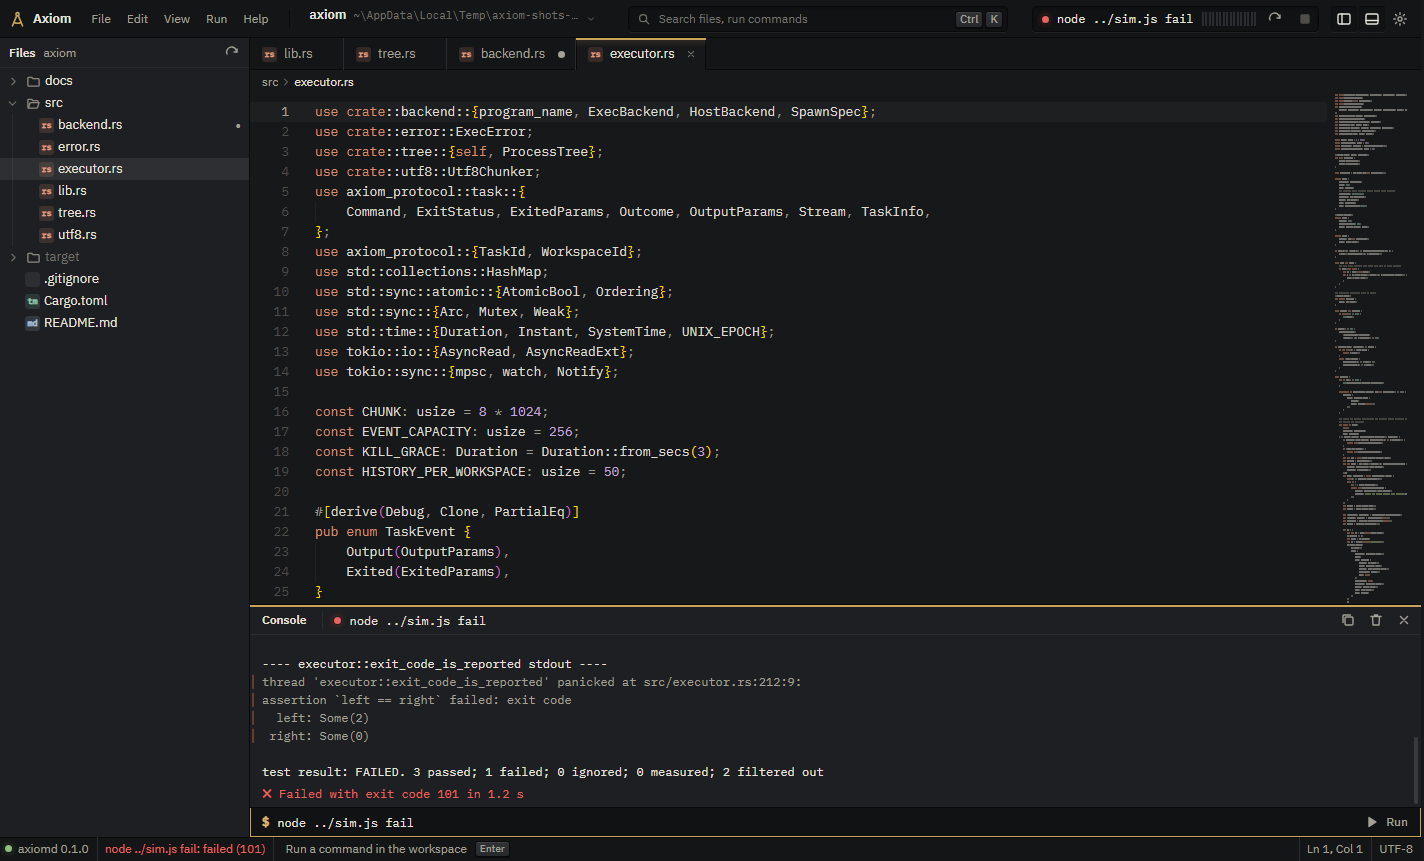 Axiom File Edit View Run Help axiom ~\AppData\Local\Temp\axiom-shots-… Search files, run commands Ctrl K node ../sim.js fail
Files axiom
docs
src
rs backend.rs
rs error.rs
rs executor.rs
rs lib.rs
rs tree.rs
rs utf8.rs
target
.gitignore
tm Cargo.toml
md README.md
rs lib.rs rs tree.rs rs backend.rs rs executor.rs
src > executor.rs
1 use crate::backend::{program_name, ExecBackend, HostBackend, SpawnSpec};
2 use crate::error::ExecError;
3 use crate::tree::{self, ProcessTree};
4 use crate::utf8::Utf8Chunker;
5 use axiom_protocol::task::{
6     Command, ExitStatus, ExitedParams, Outcome, OutputParams, Stream, TaskInfo,
7 };
8 use axiom_protocol::{TaskId, WorkspaceId};
9 use std::collections::HashMap;
10 use std::sync::atomic::{AtomicBool, Ordering};
11 use std::sync::{Arc, Mutex, Weak};
12 use std::time::{Duration, Instant, SystemTime, UNIX_EPOCH};
13 use tokio::io::{AsyncRead, AsyncReadExt};
14 use tokio::sync::{mpsc, watch, Notify};
15
16 const CHUNK: usize = 8 * 1024;
17 const EVENT_CAPACITY: usize = 256;
18 const KILL_GRACE: Duration = Duration::from_secs(3);
19 const HISTORY_PER_WORKSPACE: usize = 50;
20
21 #[derive(Debug, Clone, PartialEq)]
22 pub enum TaskEvent {
23     Output(OutputParams),
24     Exited(ExitedParams),
25 }
Console node ../sim.js fail
---- executor::exit_code_is_reported stdout ----
thread 'executor::exit_code_is_reported' panicked at src/executor.rs:212:9:
assertion `left == right` failed: exit code
  left: Some(2)
 right: Some(0)
test result: FAILED. 3 passed; 1 failed; 0 ignored; 0 measured; 2 filtered out
✕ Failed with exit code 101 in 1.2 s
$ node ../sim.js fail Run
axiomd 0.1.0 node ../sim.js fail: failed (101) Run a command in the workspace Enter Ln 1, Col 1 UTF-8